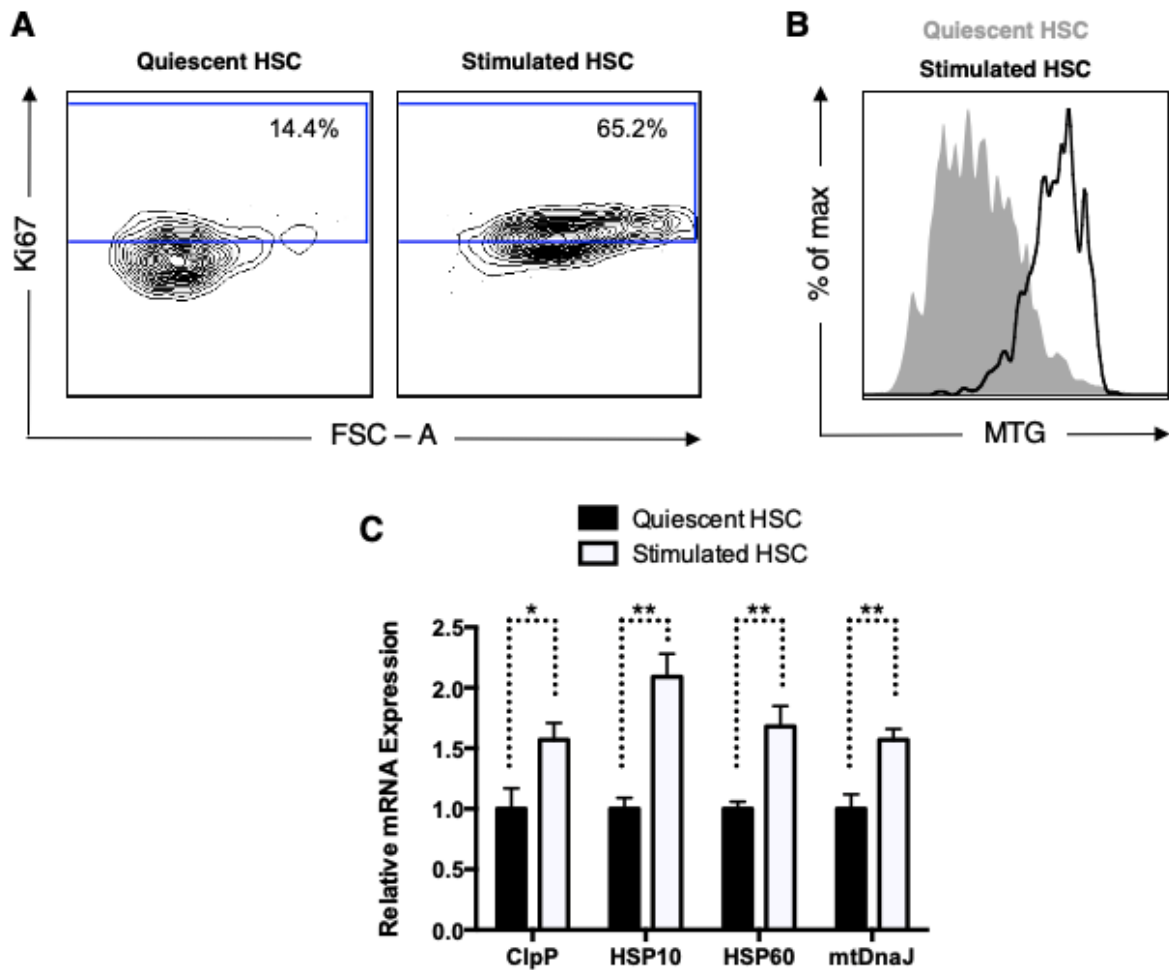 A
Quiescent HSC
Stimulated HSC
14.4%
65.2%
Ki67
FSC – A
B
Quiescent HSC
Stimulated HSC
% of max
MTG
C
Quiescent HSC
Stimulated HSC
Relative mRNA Expression
2.5
2.0
1.5
1.0
0.5
0.0
* ** ** **
ClpP HSP10 HSP60 mtDnaJ